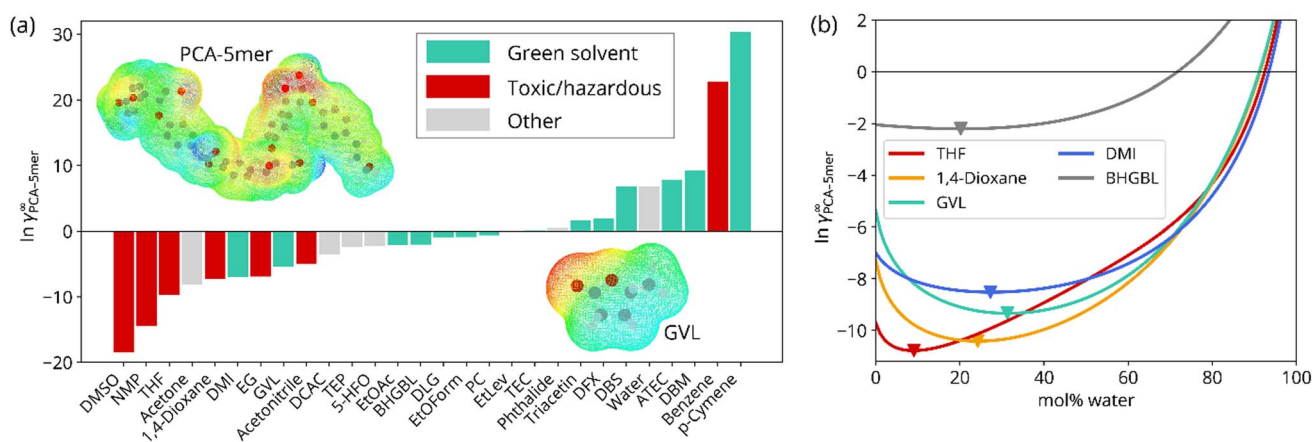 (a)
30
20
10
0
−10
−20
ln γ∞PCA−5mer
PCA-5mer
Green solvent
Toxic/hazardous
Other
GVL
DMSO
NMP
THF
Acetone
1,4-Dioxane
DMI
EG
GVL
Acetonitrile
DCAC
TEP
5-HFO
EtOAc
BHGBL
DLG
EtOForm
PC
EtLev
TEC
Phthalide
Triacetin
DFX
DBS
Water
ATEC
DBM
Benzene
p-Cymene
(b)
2
0
−2
−4
−6
−8
−10
ln γ∞PCA−5mer
THF
1,4-Dioxane
GVL
DMI
BHGBL
0 20 40 60 80 100
mol% water